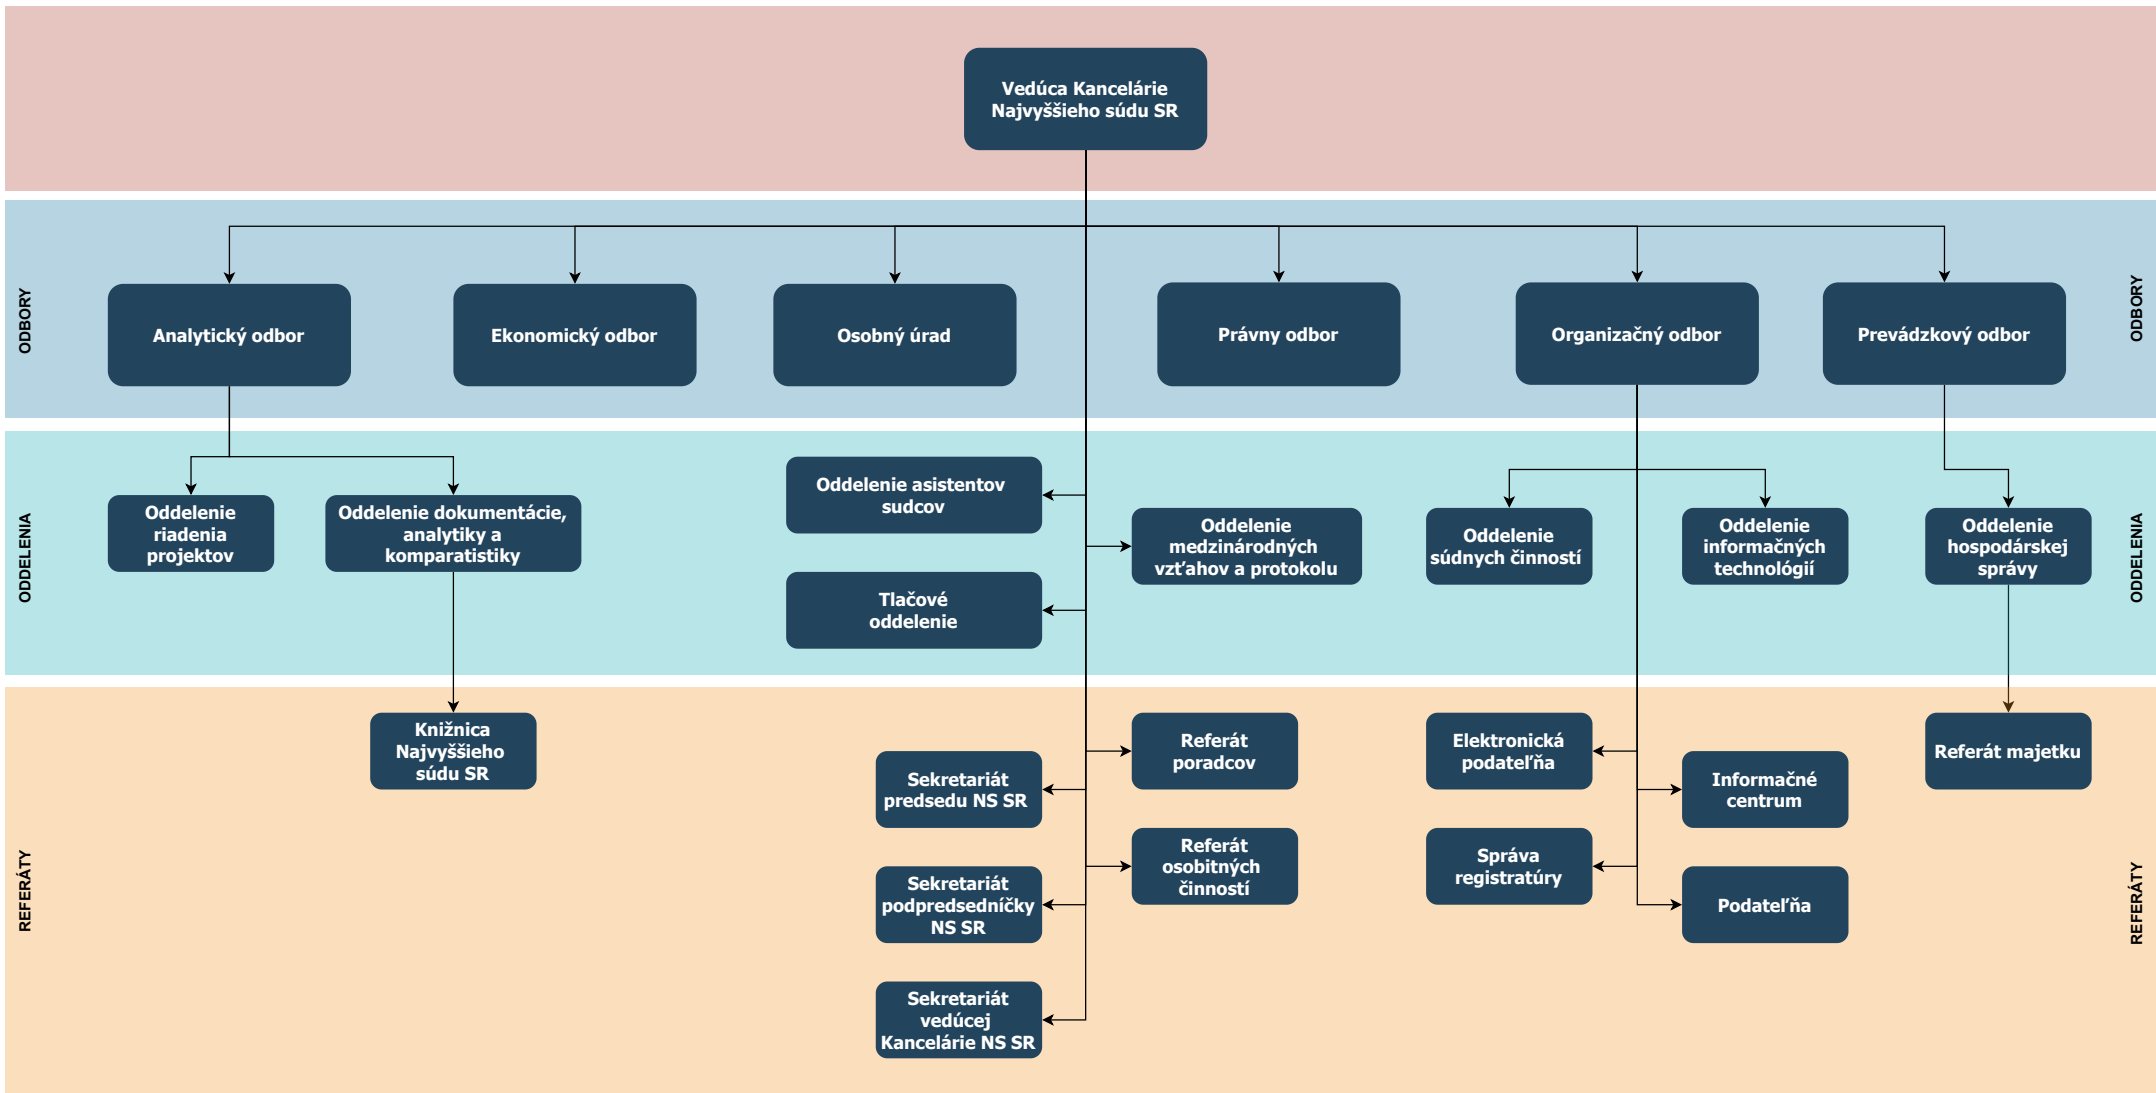 Vedúca Kancelárie
Najvyššieho súdu SR
ODBORY
Analytický odbor
Ekonomický odbor
Osobný úrad
Právny odbor
Organizačný odbor
Prevádzkový odbor
ODBORY
ODDELENIA
Oddelenie
riadenia
projektov
Oddelenie dokumentácie,
analytiky a
komparatistiky
Oddelenie asistentov
sudcov
Tlačové
oddelenie
Oddelenie
medzinárodných
vzťahov a protokolu
Oddelenie
súdnych činností
Oddelenie
informačných
technológií
Oddelenie
hospodárskej
správy
ODDELENIA
REFERÁTY
Knižnica
Najvyššieho
súdu SR
Sekretariát
predsedu NS SR
Sekretariát
podpredsedníčky
NS SR
Sekretariát
vedúcej
Kancelárie NS SR
Referát
poradcov
Referát
osobitných
činností
Elektronická
podateľňa
Správa
registratúry
Informačné
centrum
Podateľňa
Referát majetku
REFERÁTY